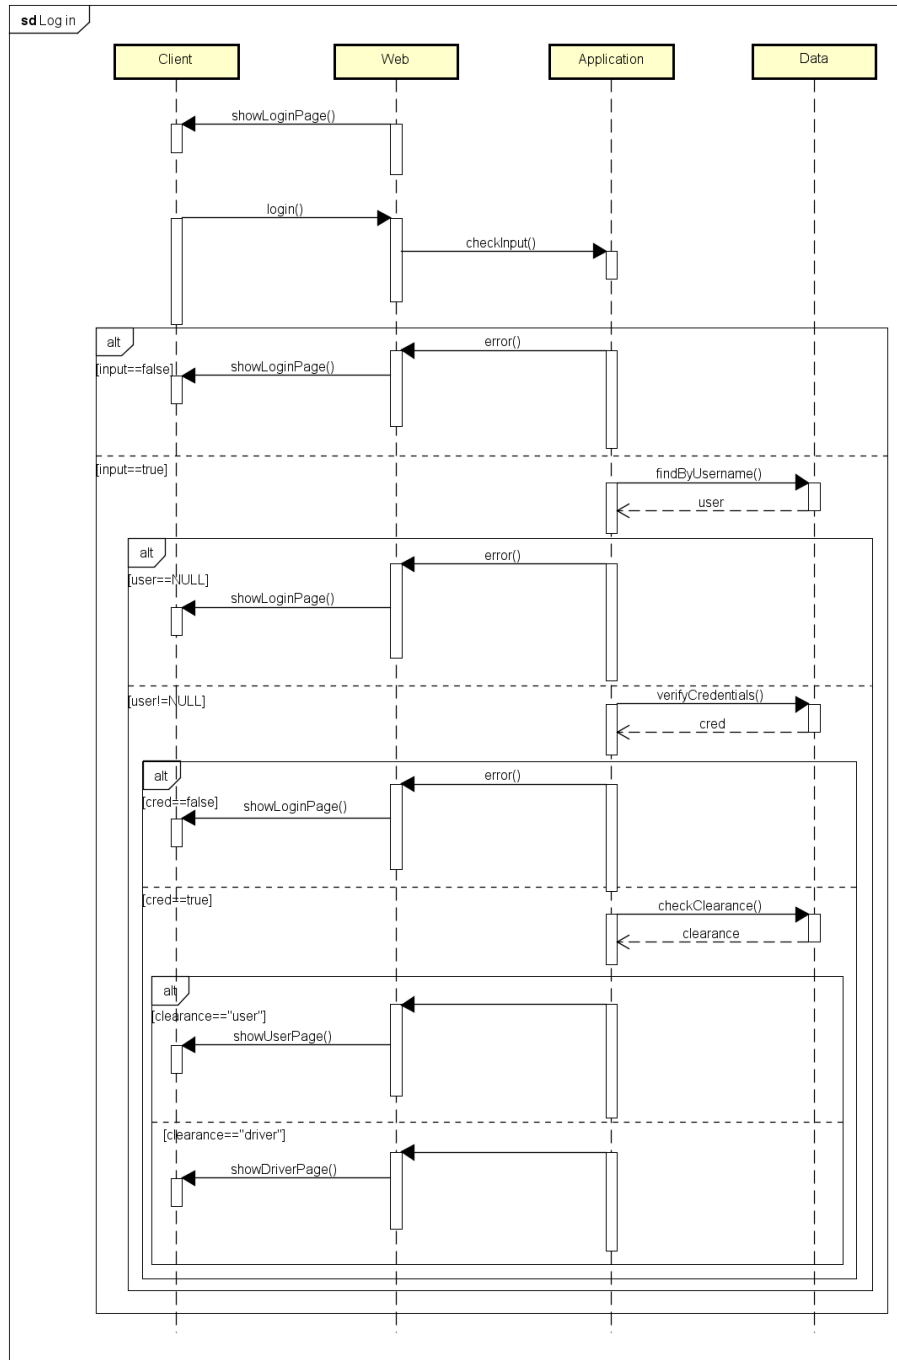 sd Log in
Client
Web
Application
Data
showLoginPage()
login()
checkInput()
alt
error()
[input==false]
showLoginPage()
[input==true]
findByUsername()
user
alt
error()
[user==NULL]
showLoginPage()
[user!=NULL]
verifyCredentials()
cred
alt
error()
[cred==false]
showLoginPage()
[cred==true]
checkClearance()
clearance
alt
[clearance=="user"]
showUserPage()
[clearance=="driver"]
showDriverPage()